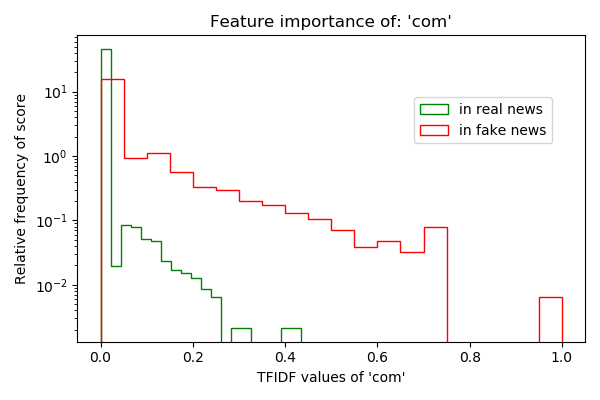 Feature importance of: 'com'
Relative frequency of score
10¹
10⁰
10⁻¹
10⁻²
in real news
in fake news
0.0 0.2 0.4 0.6 0.8 1.0
TFIDF values of 'com'